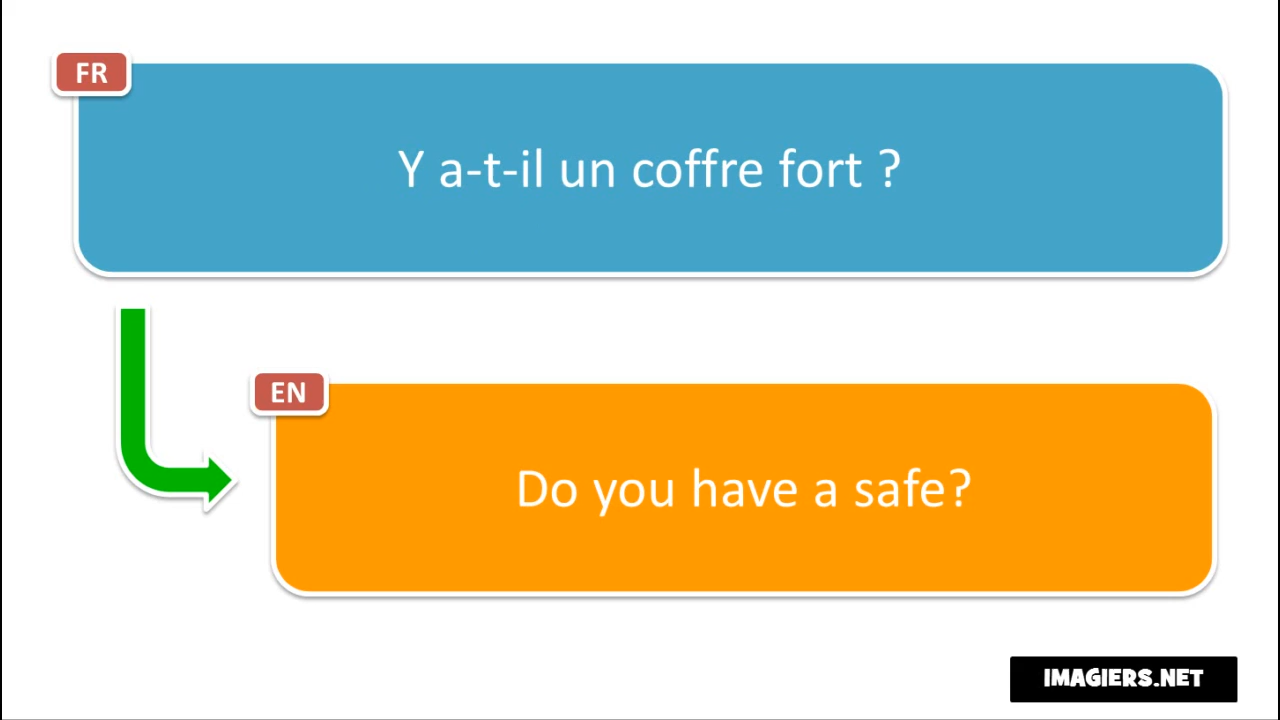 FR
Y a-t-il un coffre fort ?
EN
Do you have a safe?
IMAGIERS.NET